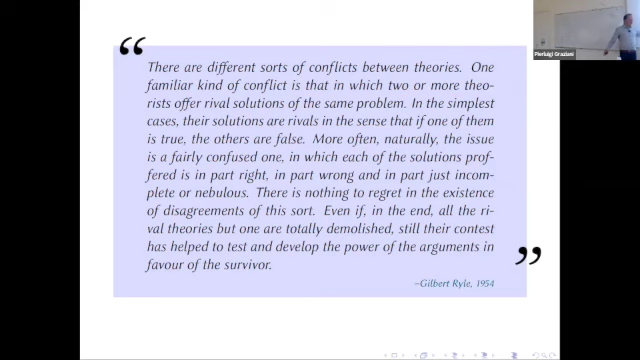 “
There are different sorts of conflicts between theories. One
familiar kind of conflict is that in which two or more theo-
rists offer rival solutions of the same problem. In the simplest
cases, their solutions are rivals in the sense that if one of them
is true, the others are false. More often, naturally, the issue
is a fairly confused one, in which each of the solutions prof-
fered is in part right, in part wrong and in part just incom-
plete or nebulous. There is nothing to regret in the existence
of disagreements of this sort. Even if, in the end, all the ri-
val theories but one are totally demolished, still their contest
has helped to test and develop the power of the arguments in
favour of the survivor.
”
–Gilbert Ryle, 1954
Pierluigi Graziani